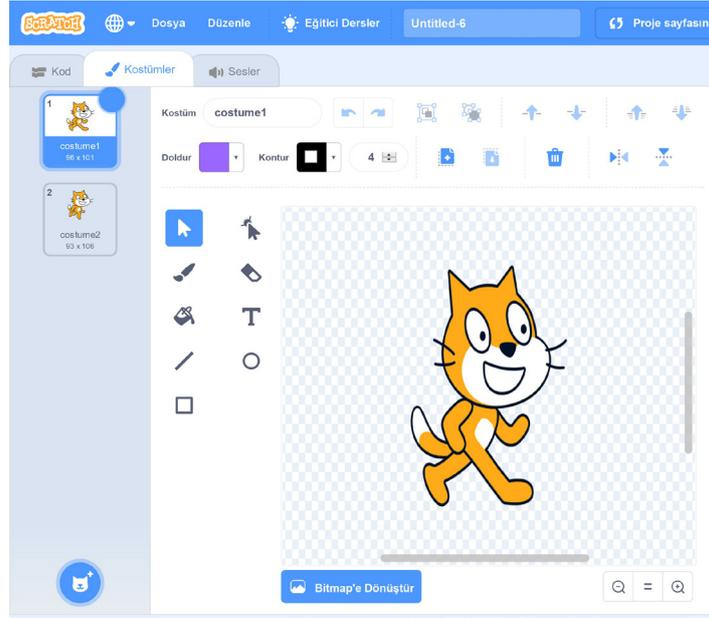 SCRATCH Dosya Düzenle Eğitici Dersler Untitled-6 Proje sayfasın
Kod Kostümler Sesler
1
costume1
96 x 101
2
costume2
93 x 106
Kostüm costume1
Doldur Kontur 4
T
Bitmap'e Dönüştür